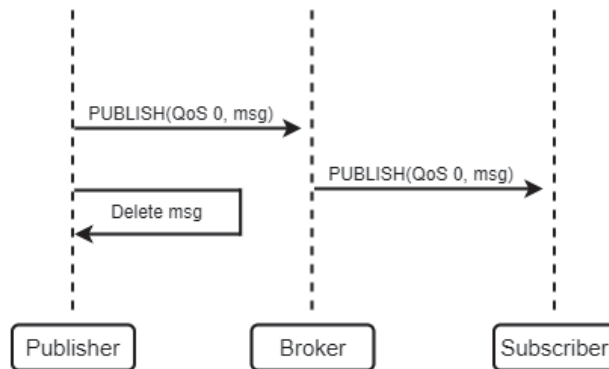 PUBLISH(QoS 0, msg)
PUBLISH(QoS 0, msg)
Delete msg
Publisher
Broker
Subscriber